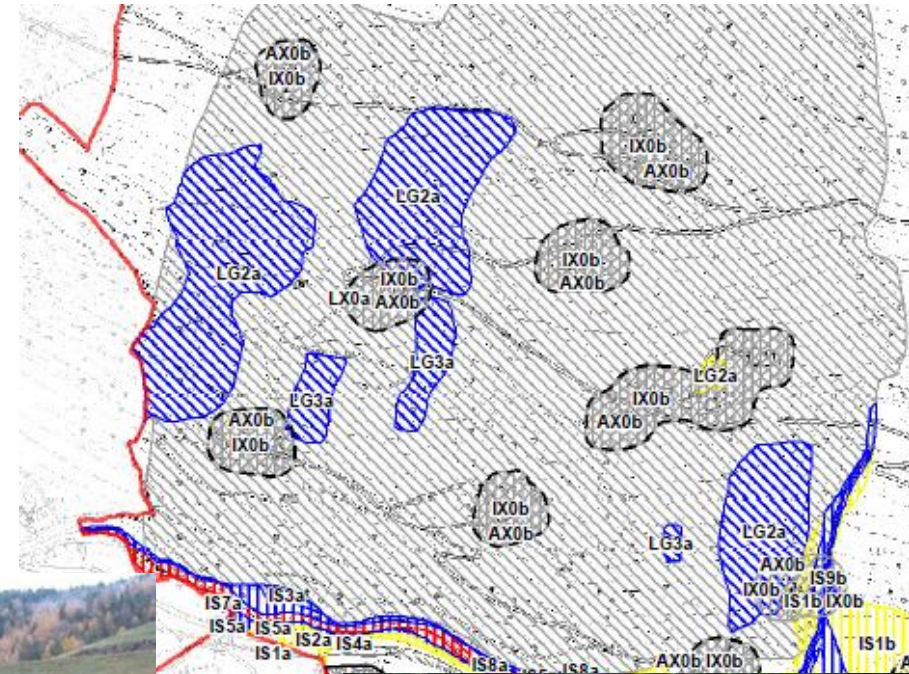 AX0b
IX0b
IX0b
AX0b
LG2a
LG2a
IX0b
AX0b
LX0a
IX0b
AX0b
LG3a
LG3a
LG2a
IX0b
AX0b
AX0b
IX0b
IX0b
AX0b
LG3a
LG2a
AX0b
IX0b
IS9b
IS1b
IX0b
IS7a
IS3a
IS5a
IS5a
IS2a
IS4a
IS1a
IS8a
IS8a
AX0b
IX0b
IS1b